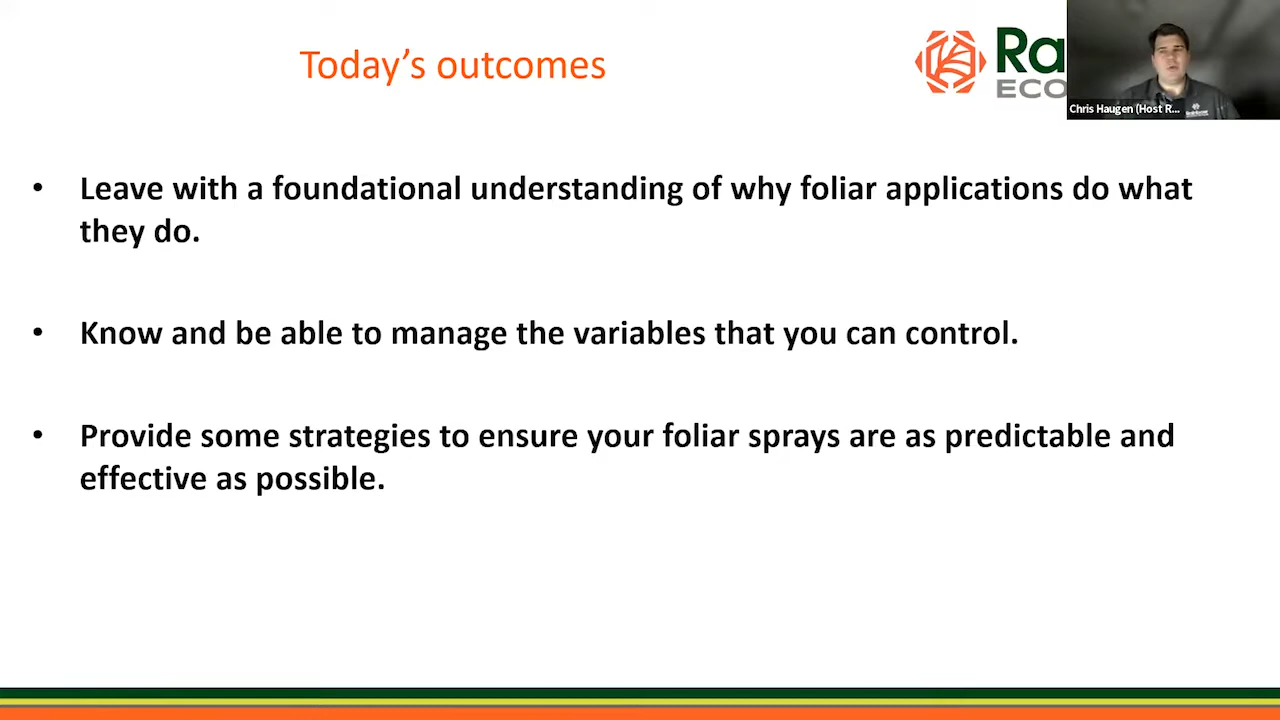 Today's outcomes
Ra
ECO
Chris Haugen (Host R...
• Leave with a foundational understanding of why foliar applications do what
they do.
• Know and be able to manage the variables that you can control.
• Provide some strategies to ensure your foliar sprays are as predictable and
effective as possible.